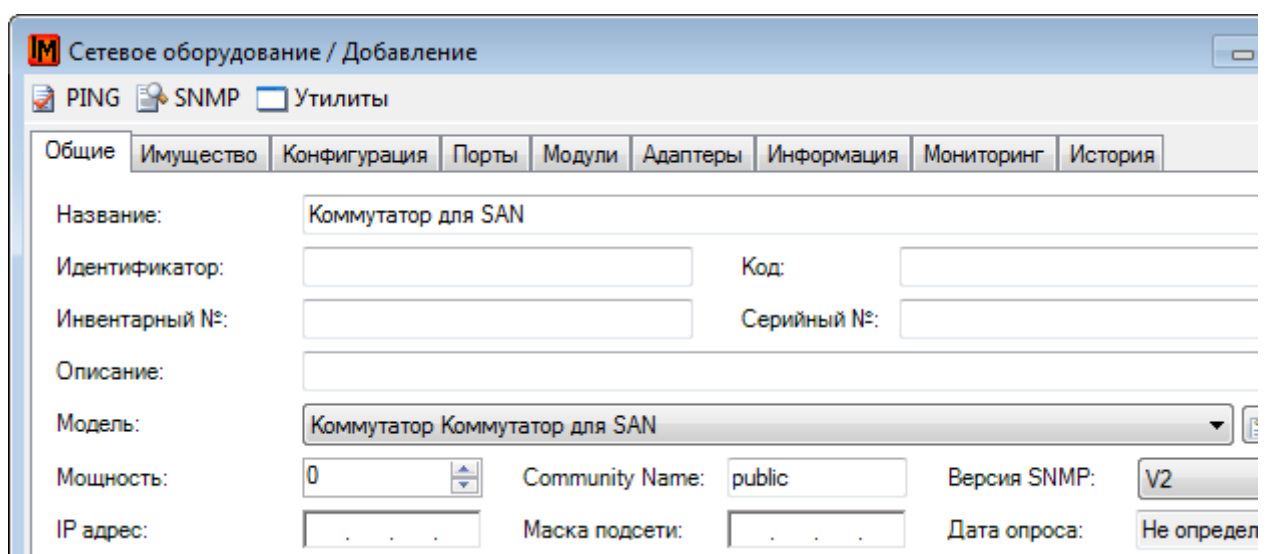 IM Сетевое оборудование / Добавление
PING SNMP Утилиты
Общие Имущество Конфигурация Порты Модули Адаптеры Информация Мониторинг История
Название: Коммутатор для SAN
Идентификатор: Код:
Инвентарный №: Серийный №:
Описание:
Модель: Коммутатор Коммутатор для SAN
Мощность: 0 Community Name: public Версия SNMP: V2
IP адрес: . . . Маска подсети: . . . Дата опроса: Не определ